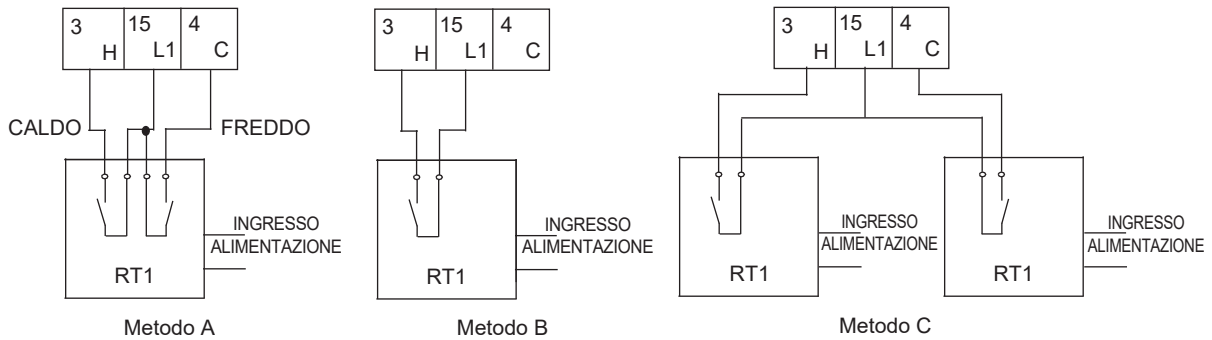 3 15 4
H L1 C
CALDO FREDDO
INGRESSO
ALIMENTAZIONE
RT1
Metodo A
3 15 4
H L1 C
INGRESSO
ALIMENTAZIONE
RT1
Metodo B
3 15 4
H L1 C
INGRESSO
ALIMENTAZIONE
RT1
INGRESSO
ALIMENTAZIONE
RT1
Metodo C